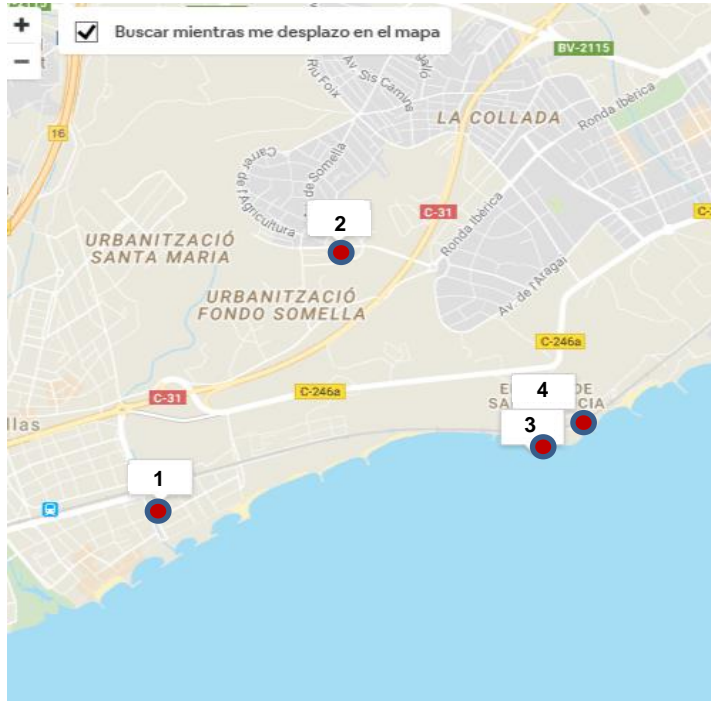 +
Buscar mientras me desplazo en el mapa
−
BV-2115
Riu Foix
Av. Sis Camins
LA COLLADA
Ronda Ibèrica
16
Carrer de l'Agricultura
de Somella
2
C-31
Ronda Ibèrica
URBANITZACIÓ
SANTA MARIA
URBANITZACIÓ
FONDO SOMELLA
Av. de l'Aragai
C-246a
C-31
C-246a
4
3
llas
1